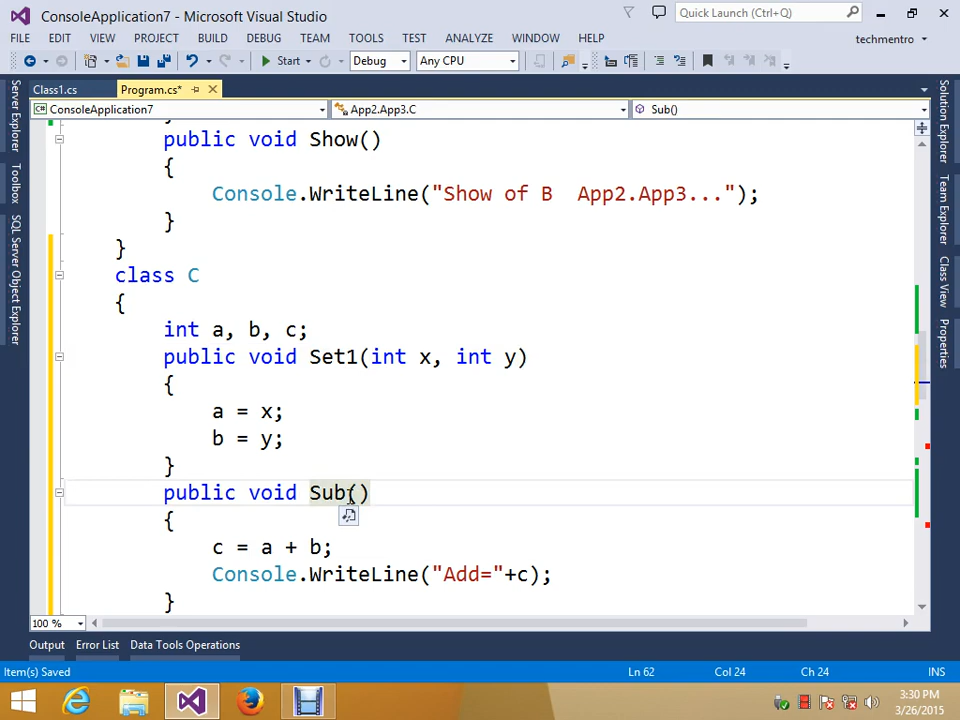 ConsoleApplication7 - Microsoft Visual Studio
Quick Launch (Ctrl+Q)
FILE EDIT VIEW PROJECT BUILD DEBUG TEAM TOOLS TEST ANALYZE WINDOW HELP
techmentro
Start Debug Any CPU
Class1.cs Program.cs*
C# ConsoleApplication7 App2.App3.C Sub()
Server Explorer
Toolbox
SQL Server Object Explorer
}
public void Show()
{
Console.WriteLine("Show of B  App2.App3...");
}
}
class C
{
int a, b, c;
public void Set1(int x, int y)
{
a = x;
b = y;
}
public void Sub()
{
c = a + b;
Console.WriteLine("Add="+c);
}
Solution Explorer
Team Explorer
Class View
Properties
100 %
Output Error List Data Tools Operations
Item(s) Saved Ln 62 Col 24 Ch 24 INS
3:30 PM
3/26/2015